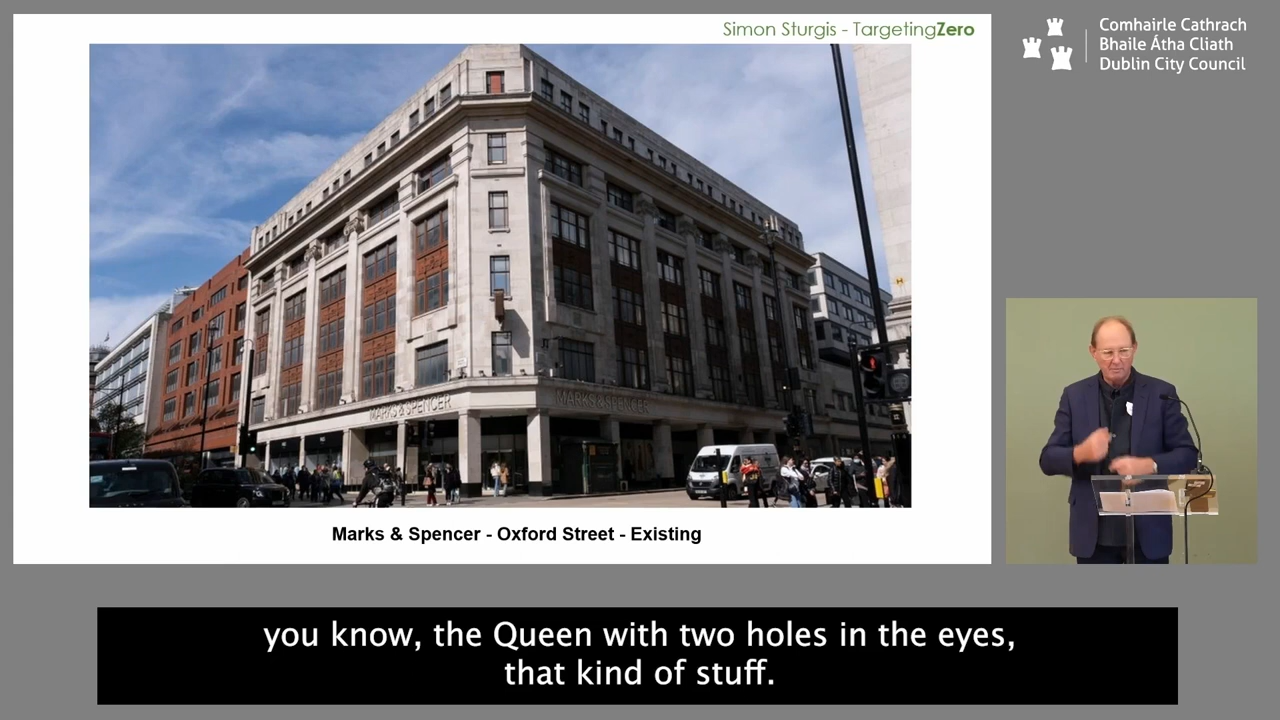 Simon Sturgis - TargetingZero
Comhairle Cathrach
Bhaile Átha Cliath
Dublin City Council
MARKS & SPENCER
MARKS & SPENCER
Marks & Spencer - Oxford Street - Existing
you know, the Queen with two holes in the eyes,
that kind of stuff.